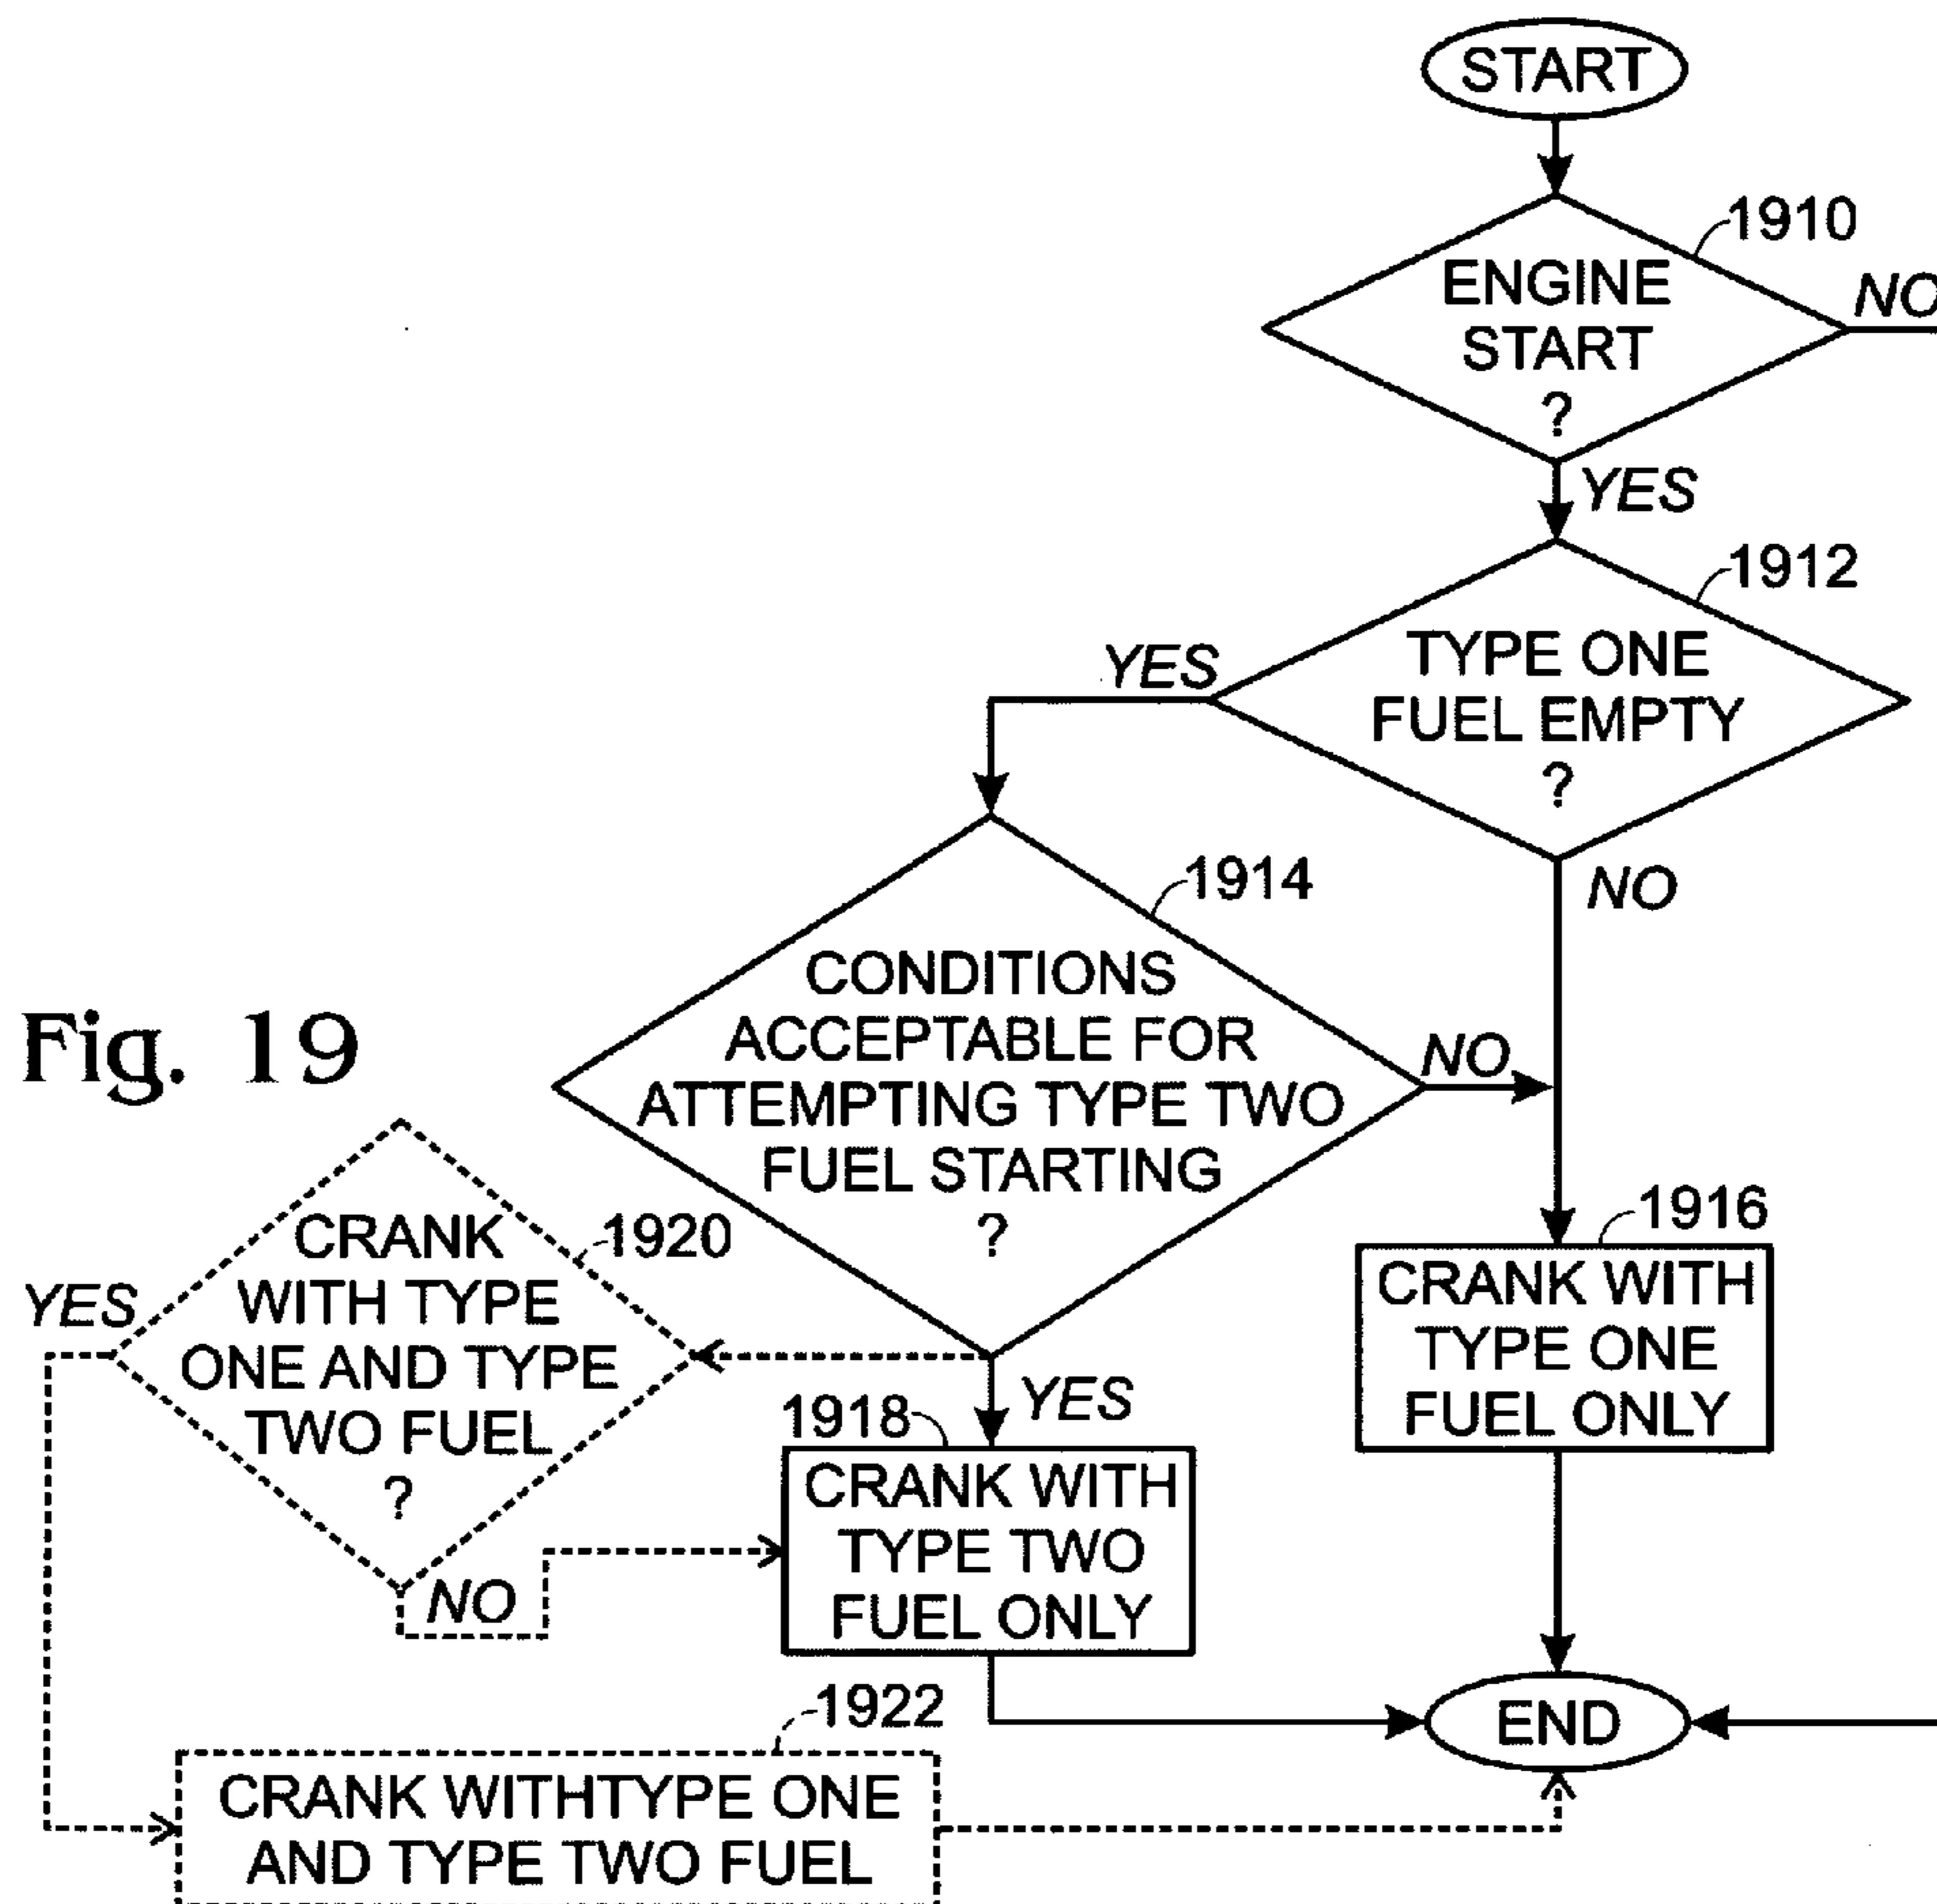 START
1910
ENGINE
START
?
NO
YES
1912
TYPE ONE
FUEL EMPTY
?
YES
NO
1914
CONDITIONS
ACCEPTABLE FOR
ATTEMPTING TYPE TWO
FUEL STARTING
?
NO
Fig. 19
YES
1916
CRANK WITH
TYPE ONE
FUEL ONLY
1920
CRANK
WITH TYPE
ONE AND TYPE
TWO FUEL
?
YES
NO
1918
CRANK WITH
TYPE TWO
FUEL ONLY
1922
CRANK WITHTYPE ONE
AND TYPE TWO FUEL
END